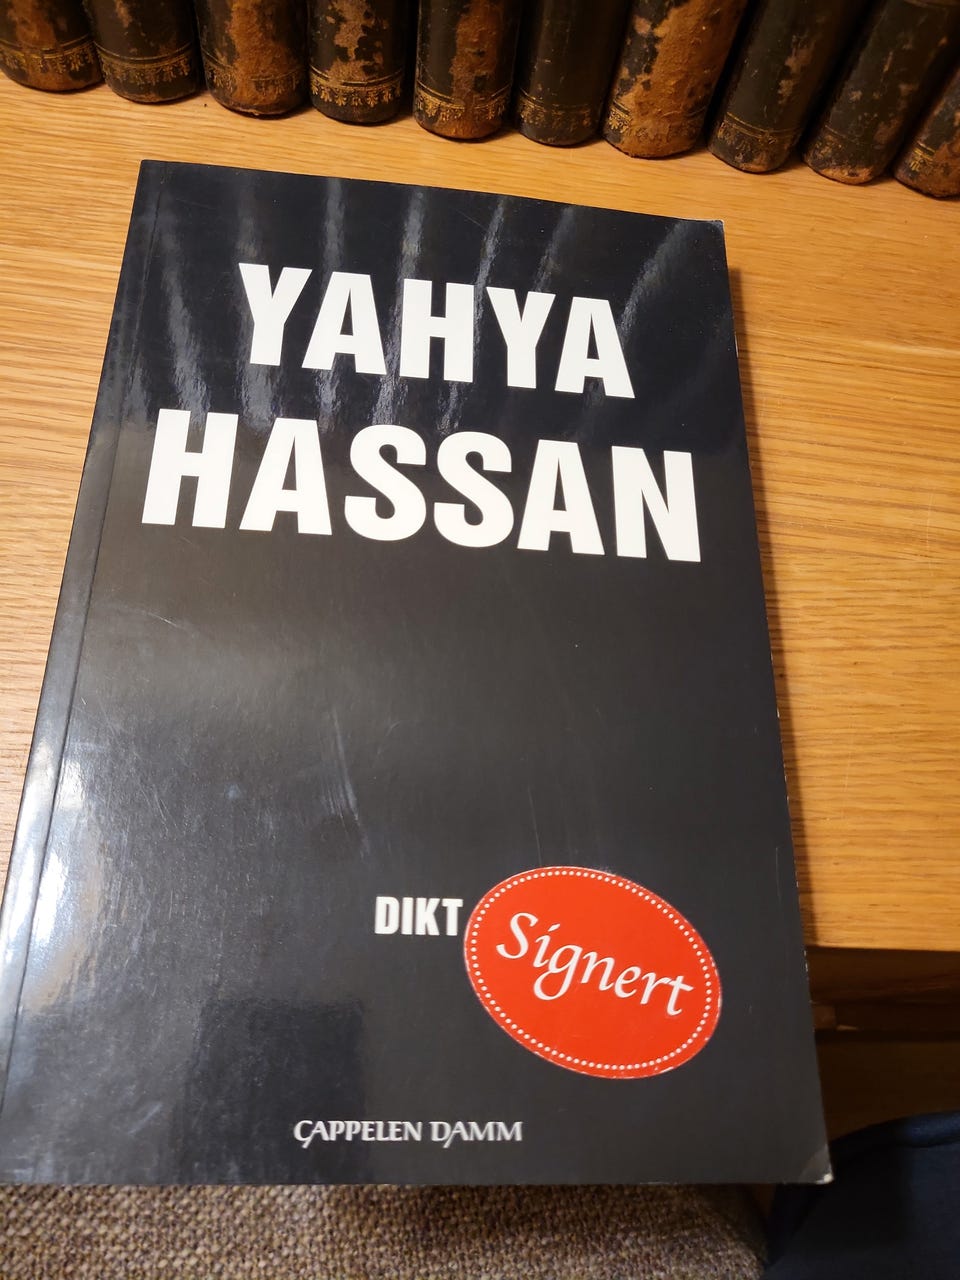 YAHYA
HASSAN
DIKT
Signert
CAPPELEN DAMM